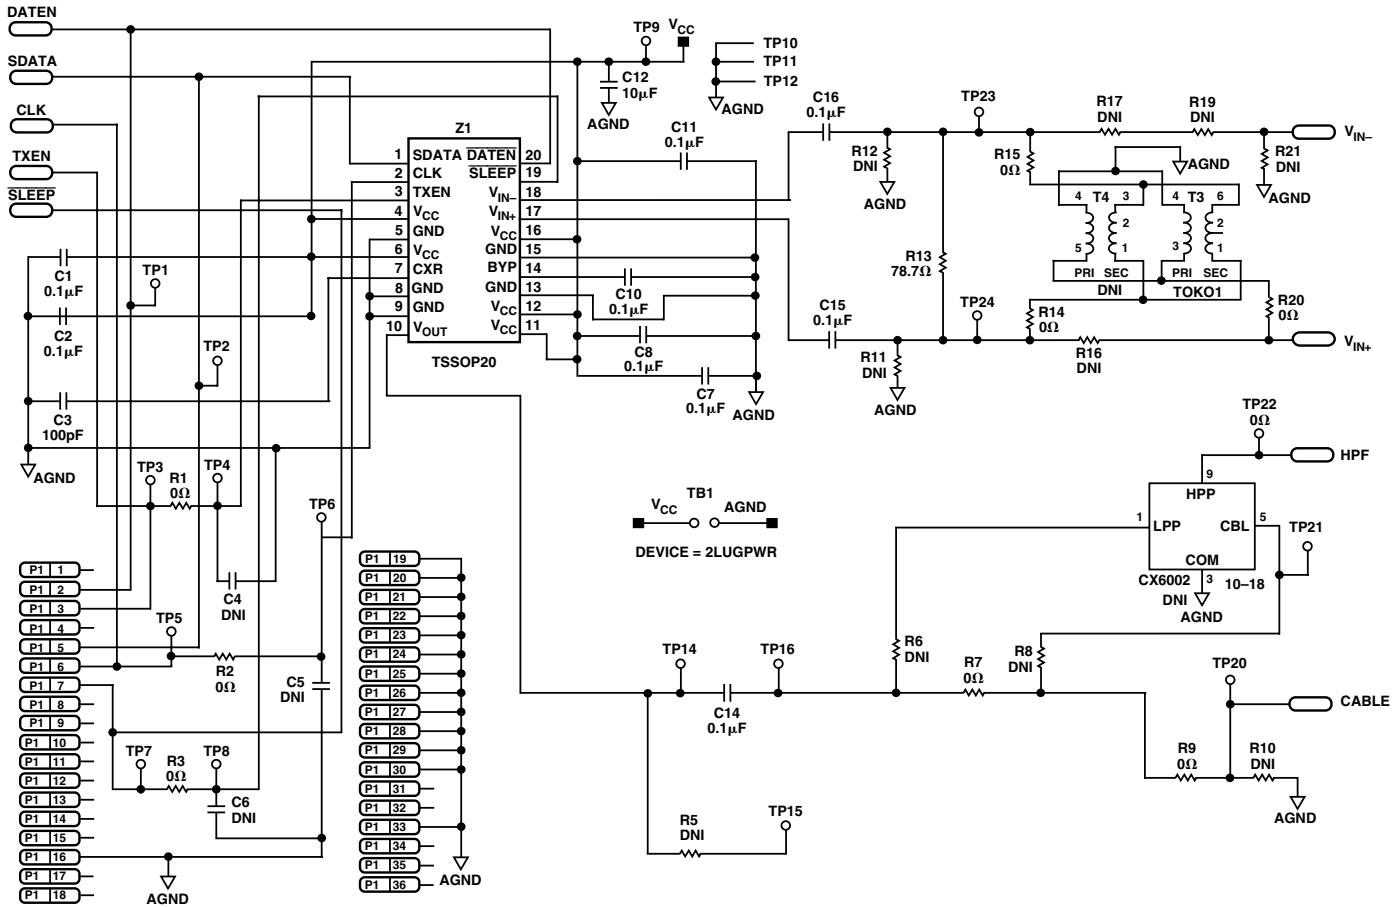 DATEN
SDATA
CLK
TXEN
SLEEP
TP9
VCC
TP10
TP11
TP12
AGND
C12
10μF
AGND
C11
0.1μF
Z1
1 SDATA DATEN 20
2 CLK SLEEP 19
3 TXEN VIN– 18
4 VCC VIN+ 17
5 GND VCC 16
6 VCC GND 15
7 CXR BYP 14
8 GND GND 13
9 GND VCC 12
10 VOUT VCC 11
TSSOP20
C1
0.1μF
C2
0.1μF
C3
100pF
AGND
TP1
TP2
C10
0.1μF
C8
0.1μF
C7
0.1μF
AGND
C16
0.1μF
R12
DNI
AGND
TP23
R17
DNI
R19
DNI
VIN–
R15
0Ω
AGND
R21
DNI
AGND
4 T4 3
4 T3 6
2
2
5 1
3 1
PRI SEC
PRI SEC
DNI
TOKO1
R13
78.7Ω
C15
0.1μF
TP24
R14
0Ω
R20
0Ω
R11
DNI
AGND
R16
DNI
VIN+
TP3
R1
0Ω
TP4
TP6
C4
DNI
TP5
R2
0Ω
C5
DNI
TP7
R3
0Ω
TP8
C6
DNI
AGND
P1 1
P1 2
P1 3
P1 4
P1 5
P1 6
P1 7
P1 8
P1 9
P1 10
P1 11
P1 12
P1 13
P1 14
P1 15
P1 16
P1 17
P1 18
P1 19
P1 20
P1 21
P1 22
P1 23
P1 24
P1 25
P1 26
P1 27
P1 28
P1 29
P1 30
P1 31
P1 32
P1 33
P1 34
P1 35
P1 36
AGND
VCC TB1 AGND
DEVICE = 2LUGPWR
TP22
0Ω
HPF
9
HPP
1 LPP CBL 5
COM
CX6002 3 10–18
DNI
AGND
TP21
R6
DNI
R8
DNI
TP14
TP16
C14
0.1μF
R7
0Ω
TP20
CABLE
R9
0Ω
R10
DNI
AGND
R5
DNI
TP15